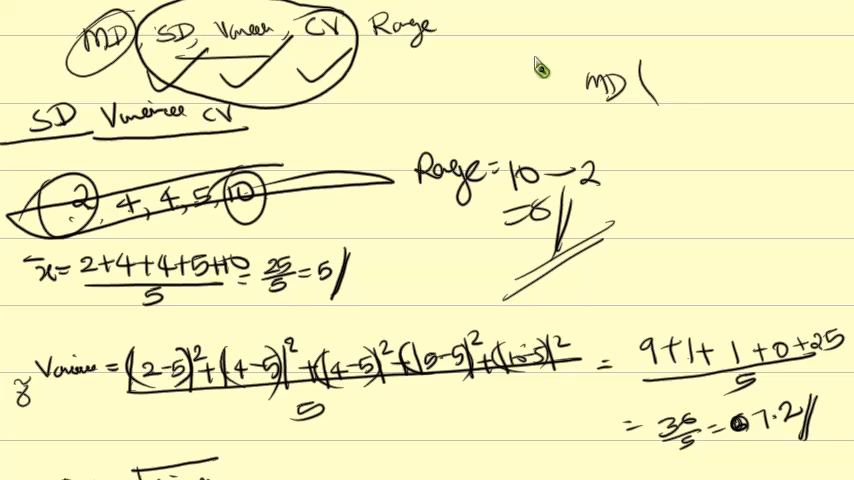 MD SD, Variance, CV Range
MD (
SD Variance CV
2, 4, 4, 5, 10
Range = 10 - 2
= 8 //
x̄ = 2+4+4+5+10 / 5 = 25/5 = 5 //
Variance = (2-5)² + (4-5)² + (4-5)² + (5-5)² + (10-5)² / 5 = 9+1+1+0+25 / 5
= 36/5 = 7.2 //